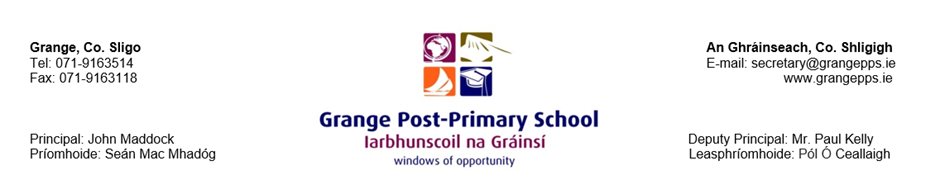 Grange, Co. Sligo
Tel: 071-9163514
Fax: 071-9163118
Principal: John Maddock
Príomhoide: Seán Mac Mhadóg
Grange Post-Primary School
Iarbhunscoil na Gráinsí
windows of opportunity
An Ghráinseach, Co. Shligigh
E-mail: secretary@grangepps.ie
www.grangepps.ie
Deputy Principal: Mr. Paul Kelly
Leasphríomhoide: Pól Ó Ceallaigh